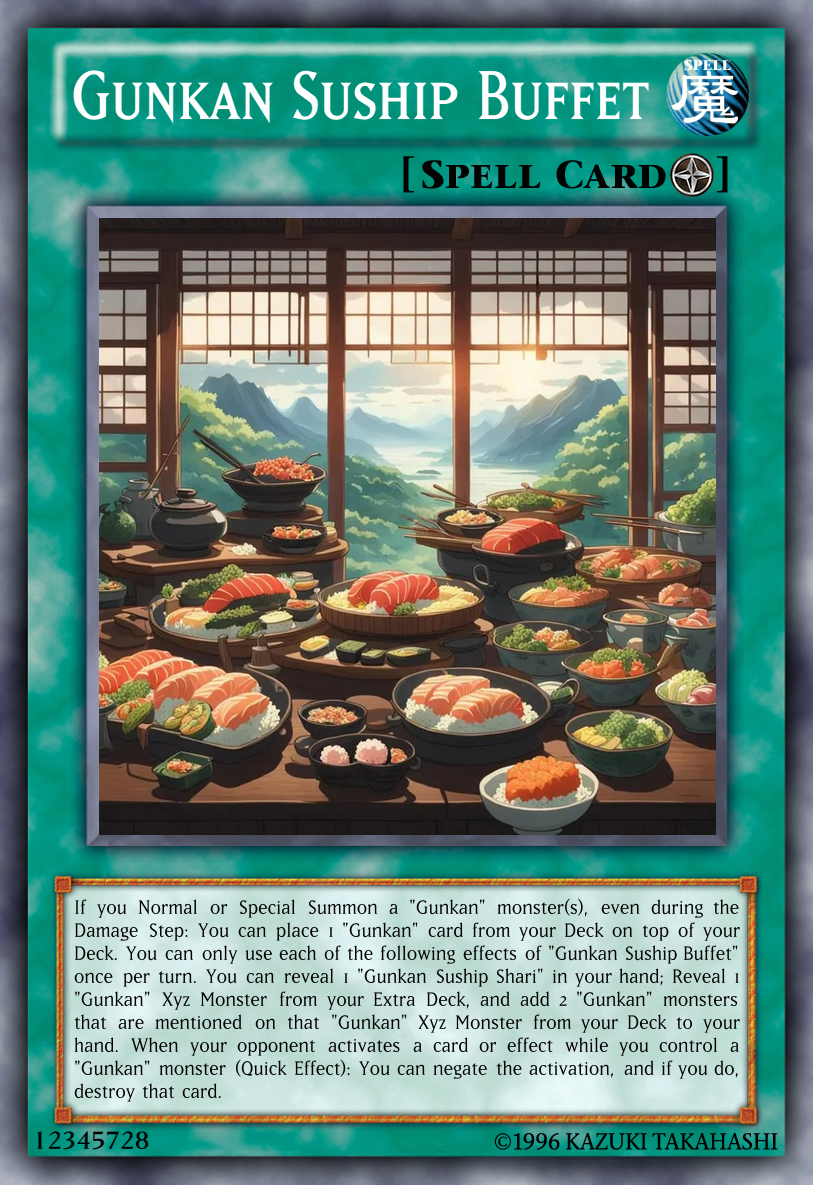 Gunkan Suship Buffet
SPELL
魔
[Spell Card]
If you Normal or Special Summon a "Gunkan" monster(s), even during the
Damage Step: You can place 1 "Gunkan" card from your Deck on top of your
Deck. You can only use each of the following effects of "Gunkan Suship Buffet"
once per turn. You can reveal 1 "Gunkan Suship Shari" in your hand; Reveal 1
"Gunkan" Xyz Monster from your Extra Deck, and add 2 "Gunkan" monsters
that are mentioned on that "Gunkan" Xyz Monster from your Deck to your
hand. When your opponent activates a card or effect while you control a
"Gunkan" monster (Quick Effect): You can negate the activation, and if you do,
destroy that card.
12345728
©1996 KAZUKI TAKAHASHI